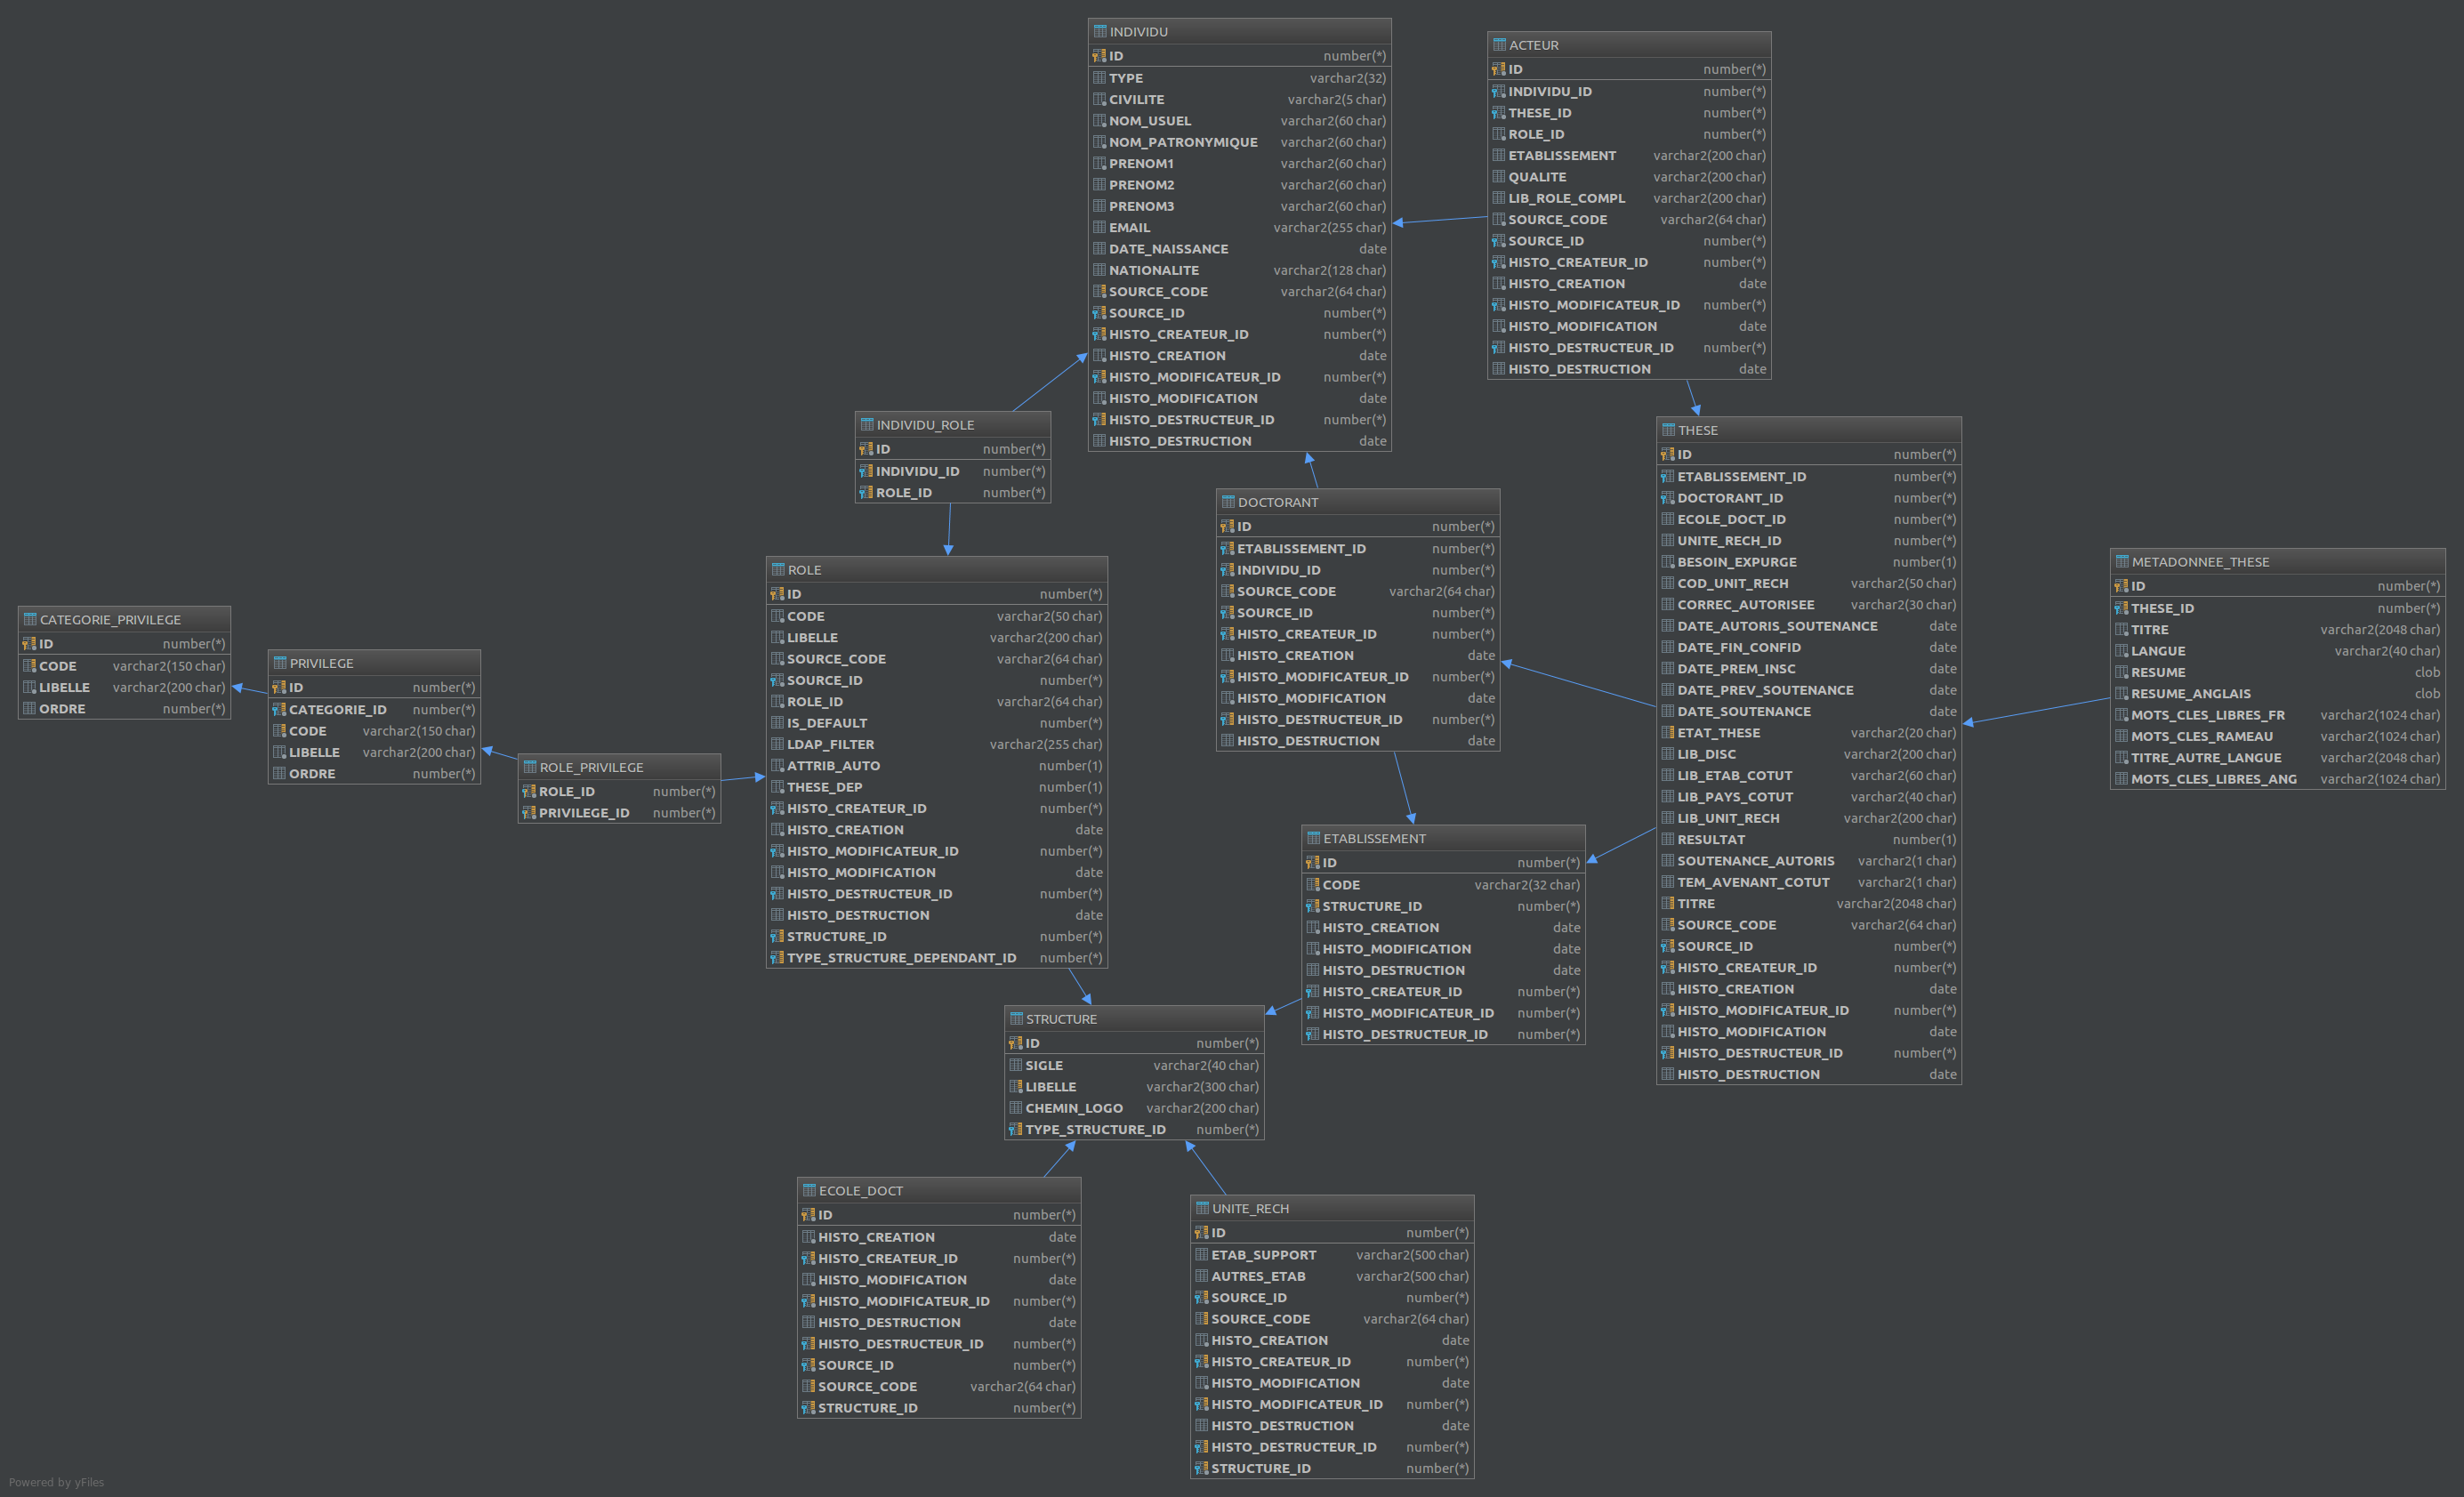 INDIVIDU
ID number(*)
TYPE varchar2(32)
CIVILITE varchar2(5 char)
NOM_USUEL varchar2(60 char)
NOM_PATRONYMIQUE varchar2(60 char)
PRENOM1 varchar2(60 char)
PRENOM2 varchar2(60 char)
PRENOM3 varchar2(60 char)
EMAIL varchar2(255 char)
DATE_NAISSANCE date
NATIONALITE varchar2(128 char)
SOURCE_CODE varchar2(64 char)
SOURCE_ID number(*)
HISTO_CREATEUR_ID number(*)
HISTO_CREATION date
HISTO_MODIFICATEUR_ID number(*)
HISTO_MODIFICATION date
HISTO_DESTRUCTEUR_ID number(*)
HISTO_DESTRUCTION date
ACTEUR
ID number(*)
INDIVIDU_ID number(*)
THESE_ID number(*)
ROLE_ID number(*)
ETABLISSEMENT varchar2(200 char)
QUALITE varchar2(200 char)
LIB_ROLE_COMPL varchar2(200 char)
SOURCE_CODE varchar2(64 char)
SOURCE_ID number(*)
HISTO_CREATEUR_ID number(*)
HISTO_CREATION date
HISTO_MODIFICATEUR_ID number(*)
HISTO_MODIFICATION date
HISTO_DESTRUCTEUR_ID number(*)
HISTO_DESTRUCTION date
INDIVIDU_ROLE
ID number(*)
INDIVIDU_ID number(*)
ROLE_ID number(*)
THESE
ID number(*)
ETABLISSEMENT_ID number(*)
DOCTORANT_ID number(*)
ECOLE_DOCT_ID number(*)
UNITE_RECH_ID number(*)
BESOIN_EXPURGE number(1)
COD_UNIT_RECH varchar2(50 char)
CORREC_AUTORISEE varchar2(30 char)
DATE_AUTORIS_SOUTENANCE date
DATE_FIN_CONFID date
DATE_PREM_INSC date
DATE_PREV_SOUTENANCE date
DATE_SOUTENANCE date
ETAT_THESE varchar2(20 char)
LIB_DISC varchar2(200 char)
LIB_ETAB_COTUT varchar2(60 char)
LIB_PAYS_COTUT varchar2(40 char)
LIB_UNIT_RECH varchar2(200 char)
RESULTAT number(1)
SOUTENANCE_AUTORIS varchar2(1 char)
TEM_AVENANT_COTUT varchar2(1 char)
TITRE varchar2(2048 char)
SOURCE_CODE varchar2(64 char)
SOURCE_ID number(*)
HISTO_CREATEUR_ID number(*)
HISTO_CREATION date
HISTO_MODIFICATEUR_ID number(*)
HISTO_MODIFICATION date
HISTO_DESTRUCTEUR_ID number(*)
HISTO_DESTRUCTION date
DOCTORANT
ID number(*)
ETABLISSEMENT_ID number(*)
INDIVIDU_ID number(*)
SOURCE_CODE varchar2(64 char)
SOURCE_ID number(*)
HISTO_CREATEUR_ID number(*)
HISTO_CREATION date
HISTO_MODIFICATEUR_ID number(*)
HISTO_MODIFICATION date
HISTO_DESTRUCTEUR_ID number(*)
HISTO_DESTRUCTION date
METADONNEE_THESE
ID number(*)
THESE_ID number(*)
TITRE varchar2(2048 char)
LANGUE varchar2(40 char)
RESUME clob
RESUME_ANGLAIS clob
MOTS_CLES_LIBRES_FR varchar2(1024 char)
MOTS_CLES_RAMEAU varchar2(1024 char)
TITRE_AUTRE_LANGUE varchar2(2048 char)
MOTS_CLES_LIBRES_ANG varchar2(1024 char)
ROLE
ID number(*)
CODE varchar2(50 char)
LIBELLE varchar2(200 char)
SOURCE_CODE varchar2(64 char)
SOURCE_ID number(*)
ROLE_ID varchar2(64 char)
IS_DEFAULT number(*)
LDAP_FILTER varchar2(255 char)
ATTRIB_AUTO number(1)
THESE_DEP number(1)
HISTO_CREATEUR_ID number(*)
HISTO_CREATION date
HISTO_MODIFICATEUR_ID number(*)
HISTO_MODIFICATION date
HISTO_DESTRUCTEUR_ID number(*)
HISTO_DESTRUCTION date
STRUCTURE_ID number(*)
TYPE_STRUCTURE_DEPENDANT_ID number(*)
CATEGORIE_PRIVILEGE
ID number(*)
CODE varchar2(150 char)
LIBELLE varchar2(200 char)
ORDRE number(*)
PRIVILEGE
ID number(*)
CATEGORIE_ID number(*)
CODE varchar2(150 char)
LIBELLE varchar2(200 char)
ORDRE number(*)
ROLE_PRIVILEGE
ROLE_ID number(*)
PRIVILEGE_ID number(*)
ETABLISSEMENT
ID number(*)
CODE varchar2(32 char)
STRUCTURE_ID number(*)
HISTO_CREATION date
HISTO_MODIFICATION date
HISTO_DESTRUCTION date
HISTO_CREATEUR_ID number(*)
HISTO_MODIFICATEUR_ID number(*)
HISTO_DESTRUCTEUR_ID number(*)
STRUCTURE
ID number(*)
SIGLE varchar2(40 char)
LIBELLE varchar2(300 char)
CHEMIN_LOGO varchar2(200 char)
TYPE_STRUCTURE_ID number(*)
ECOLE_DOCT
ID number(*)
HISTO_CREATION date
HISTO_CREATEUR_ID number(*)
HISTO_MODIFICATION date
HISTO_MODIFICATEUR_ID number(*)
HISTO_DESTRUCTION date
HISTO_DESTRUCTEUR_ID number(*)
SOURCE_ID number(*)
SOURCE_CODE varchar2(64 char)
STRUCTURE_ID number(*)
UNITE_RECH
ID number(*)
ETAB_SUPPORT varchar2(500 char)
AUTRES_ETAB varchar2(500 char)
SOURCE_ID number(*)
SOURCE_CODE varchar2(64 char)
HISTO_CREATION date
HISTO_CREATEUR_ID number(*)
HISTO_MODIFICATION date
HISTO_MODIFICATEUR_ID number(*)
HISTO_DESTRUCTION date
HISTO_DESTRUCTEUR_ID number(*)
STRUCTURE_ID number(*)
Powered by yFiles